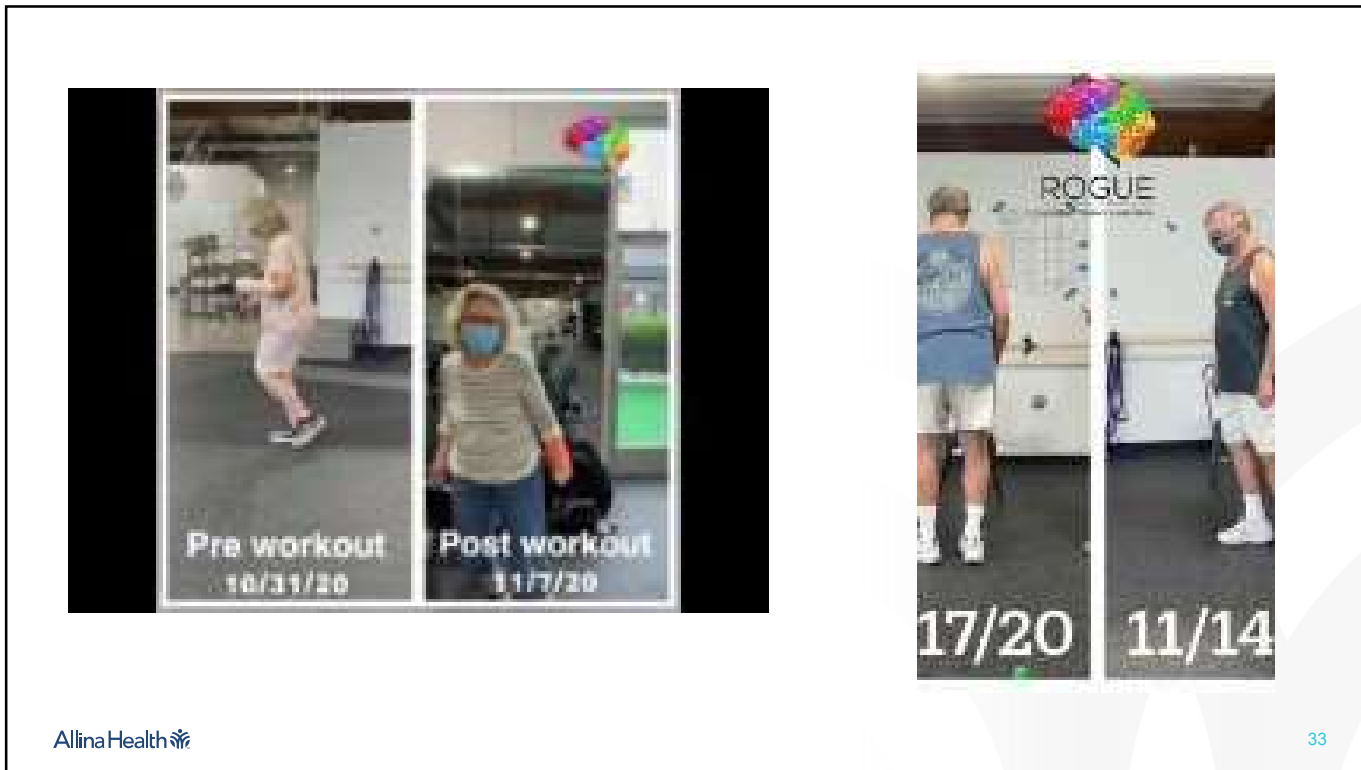 Pre workout
10/31/20
Post workout
11/7/20
ROGUE
17/20
11/14
Allina Health
33